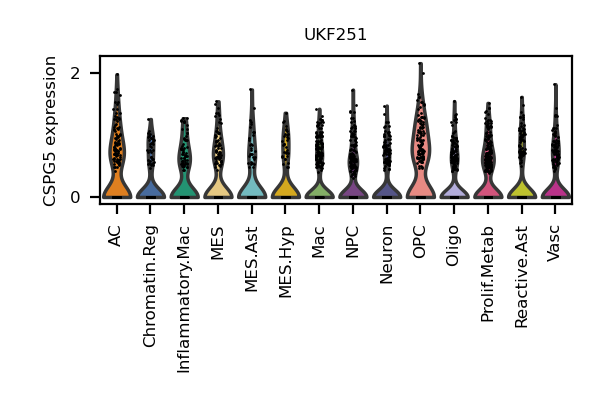 UKF251
CSPG5 expression
2
0
AC
Chromatin.Reg
Inflammatory.Mac
MES
MES.Ast
MES.Hyp
Mac
NPC
Neuron
OPC
Oligo
Prolif.Metab
Reactive.Ast
Vasc